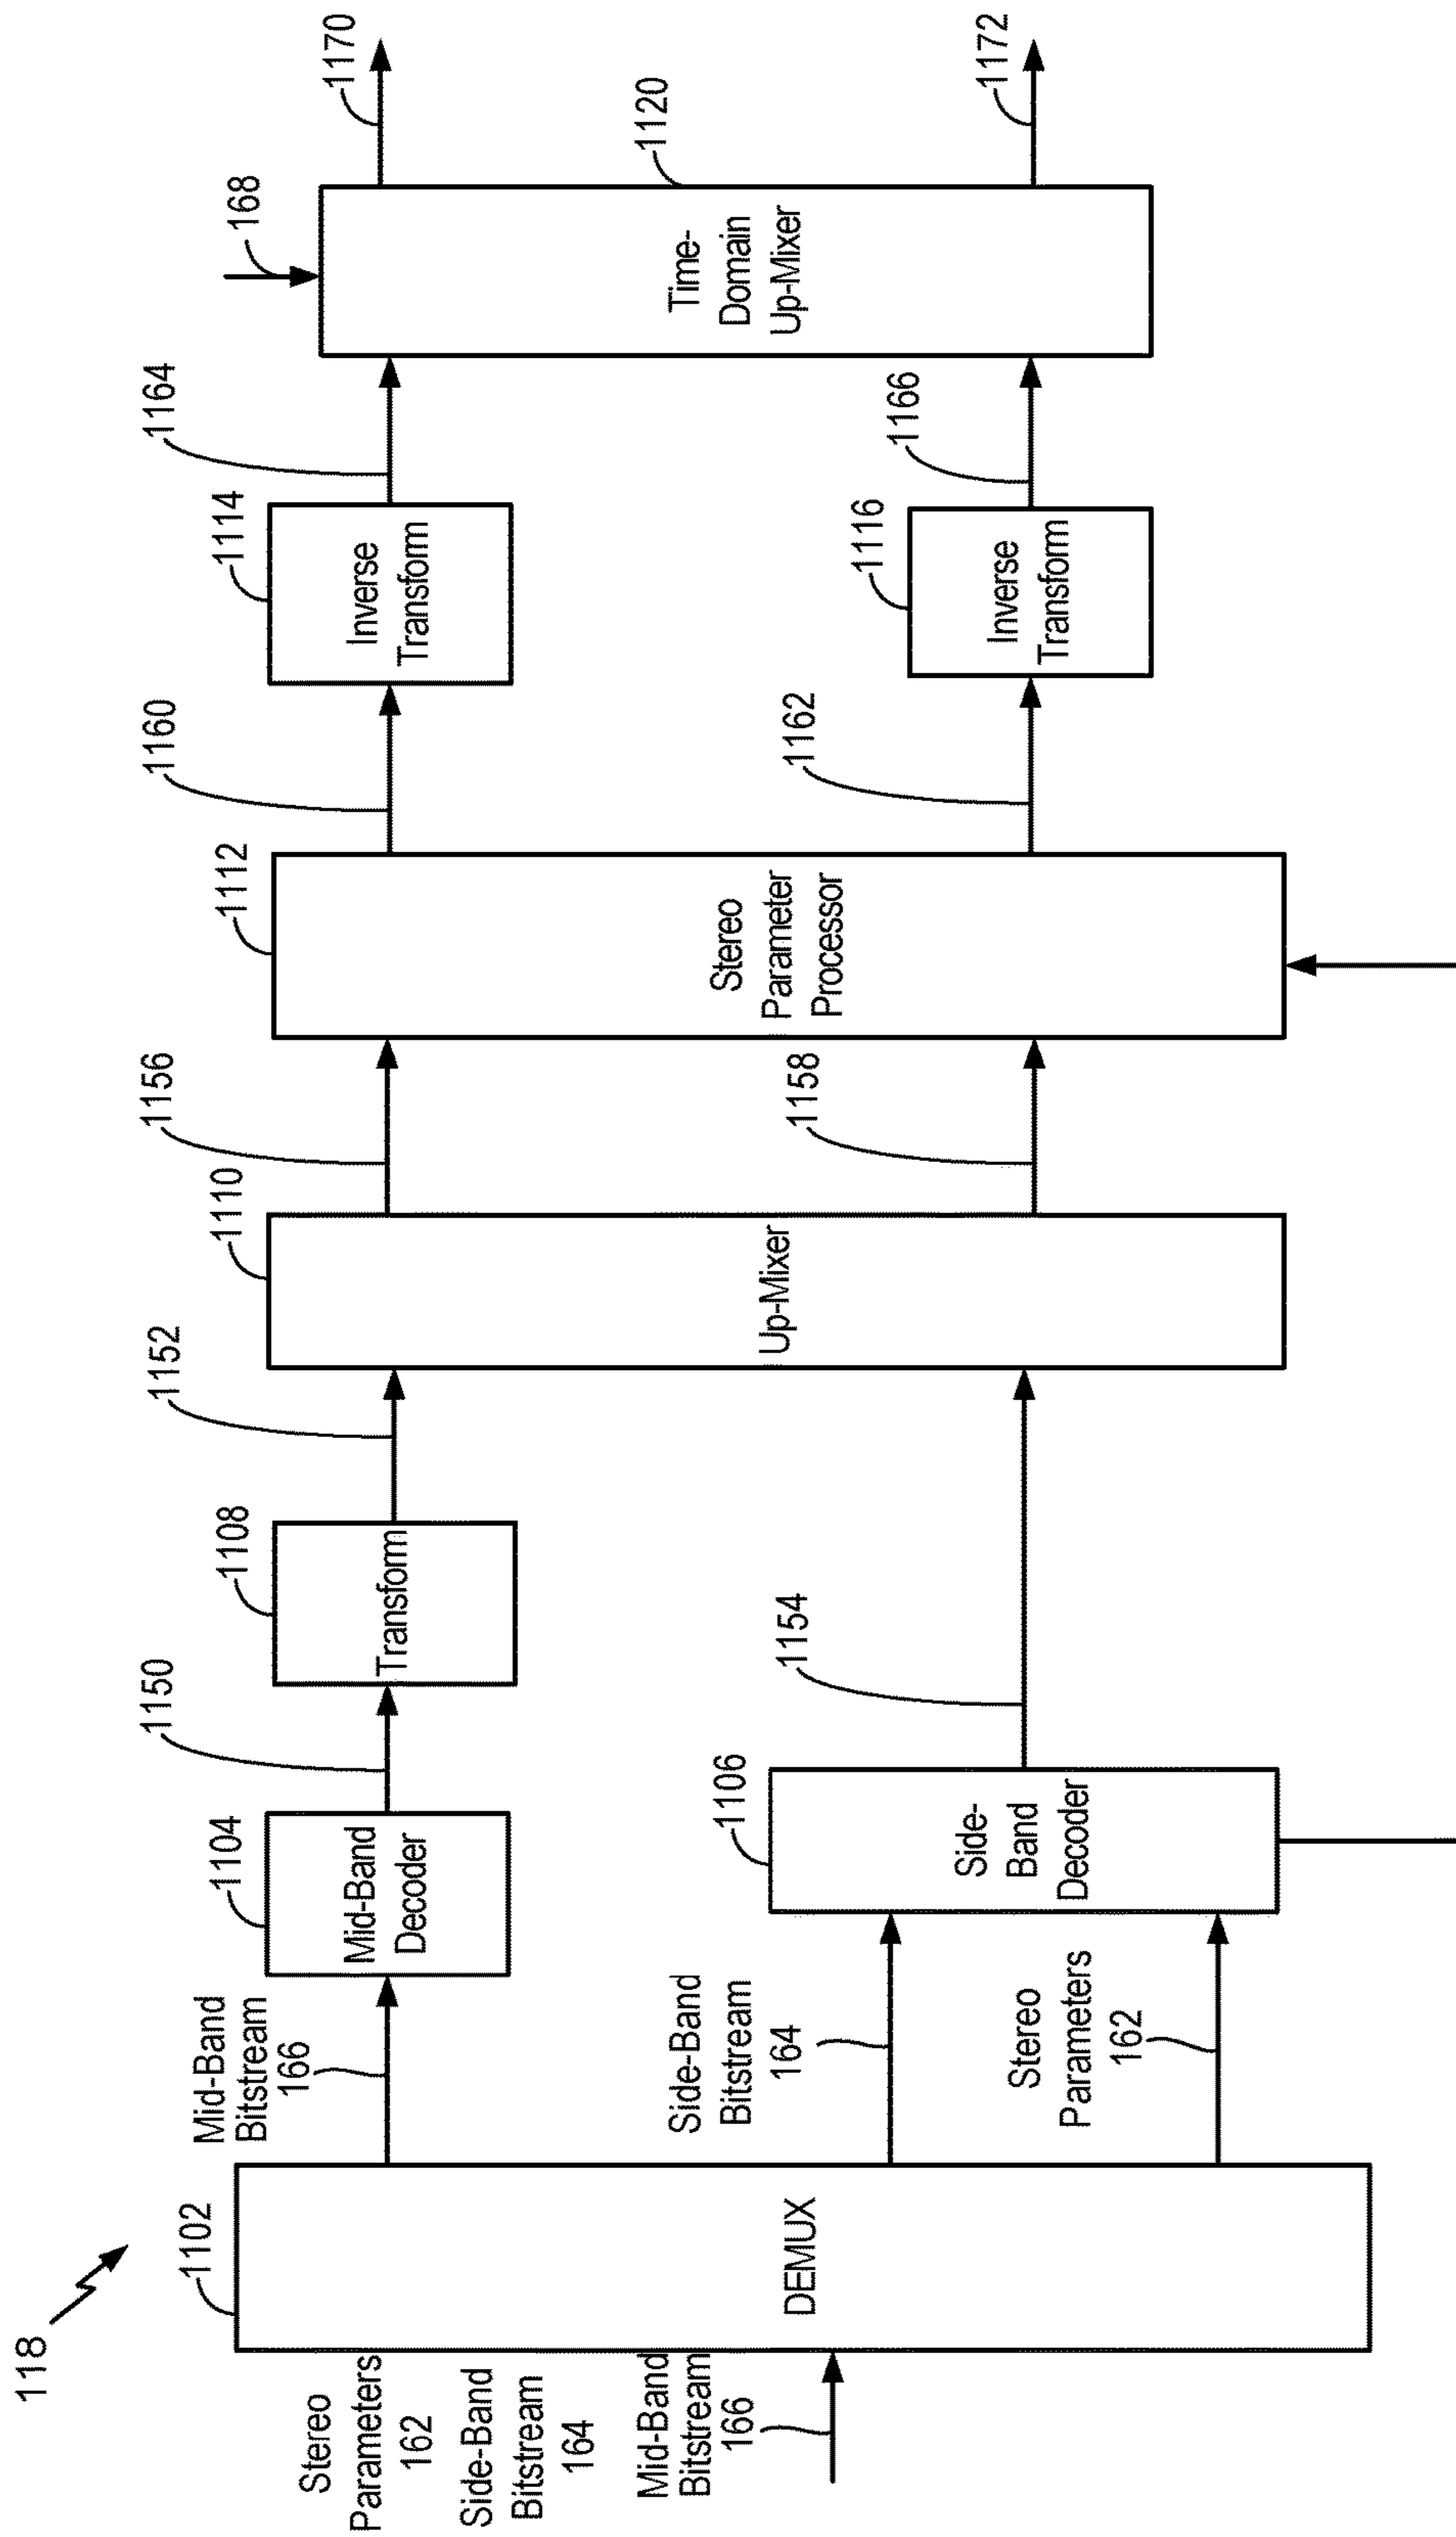 118
Stereo
Parameters
162
Side-Band
Bitstream
164
Mid-Band
Bitstream
166
1102
DEMUX
Mid-Band
Bitstream
166
Side-Band
Bitstream
164
Stereo
Parameters
162
1104
Mid-Band
Decoder
1106
Side-
Band
Decoder
1150
1108
Transform
1154
1152
1110
Up-Mixer
1156
1158
1112
Stereo
Parameter
Processor
1160
1162
1114
Inverse
Transform
1116
Inverse
Transform
1164
1166
168
Time-
Domain
Up-Mixer
1120
1170
1172